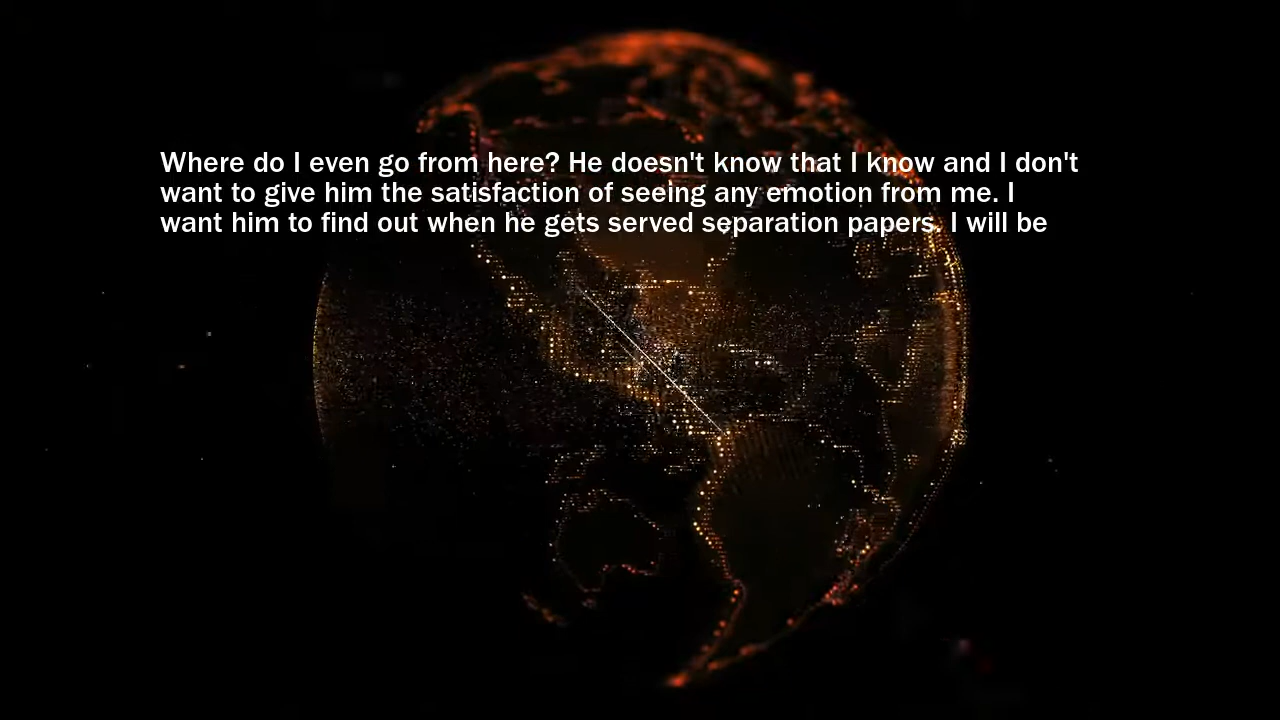 Where do I even go from here? He doesn't know that I know and I don't
want to give him the satisfaction of seeing any emotion from me. I
want him to find out when he gets served separation papers. I will be